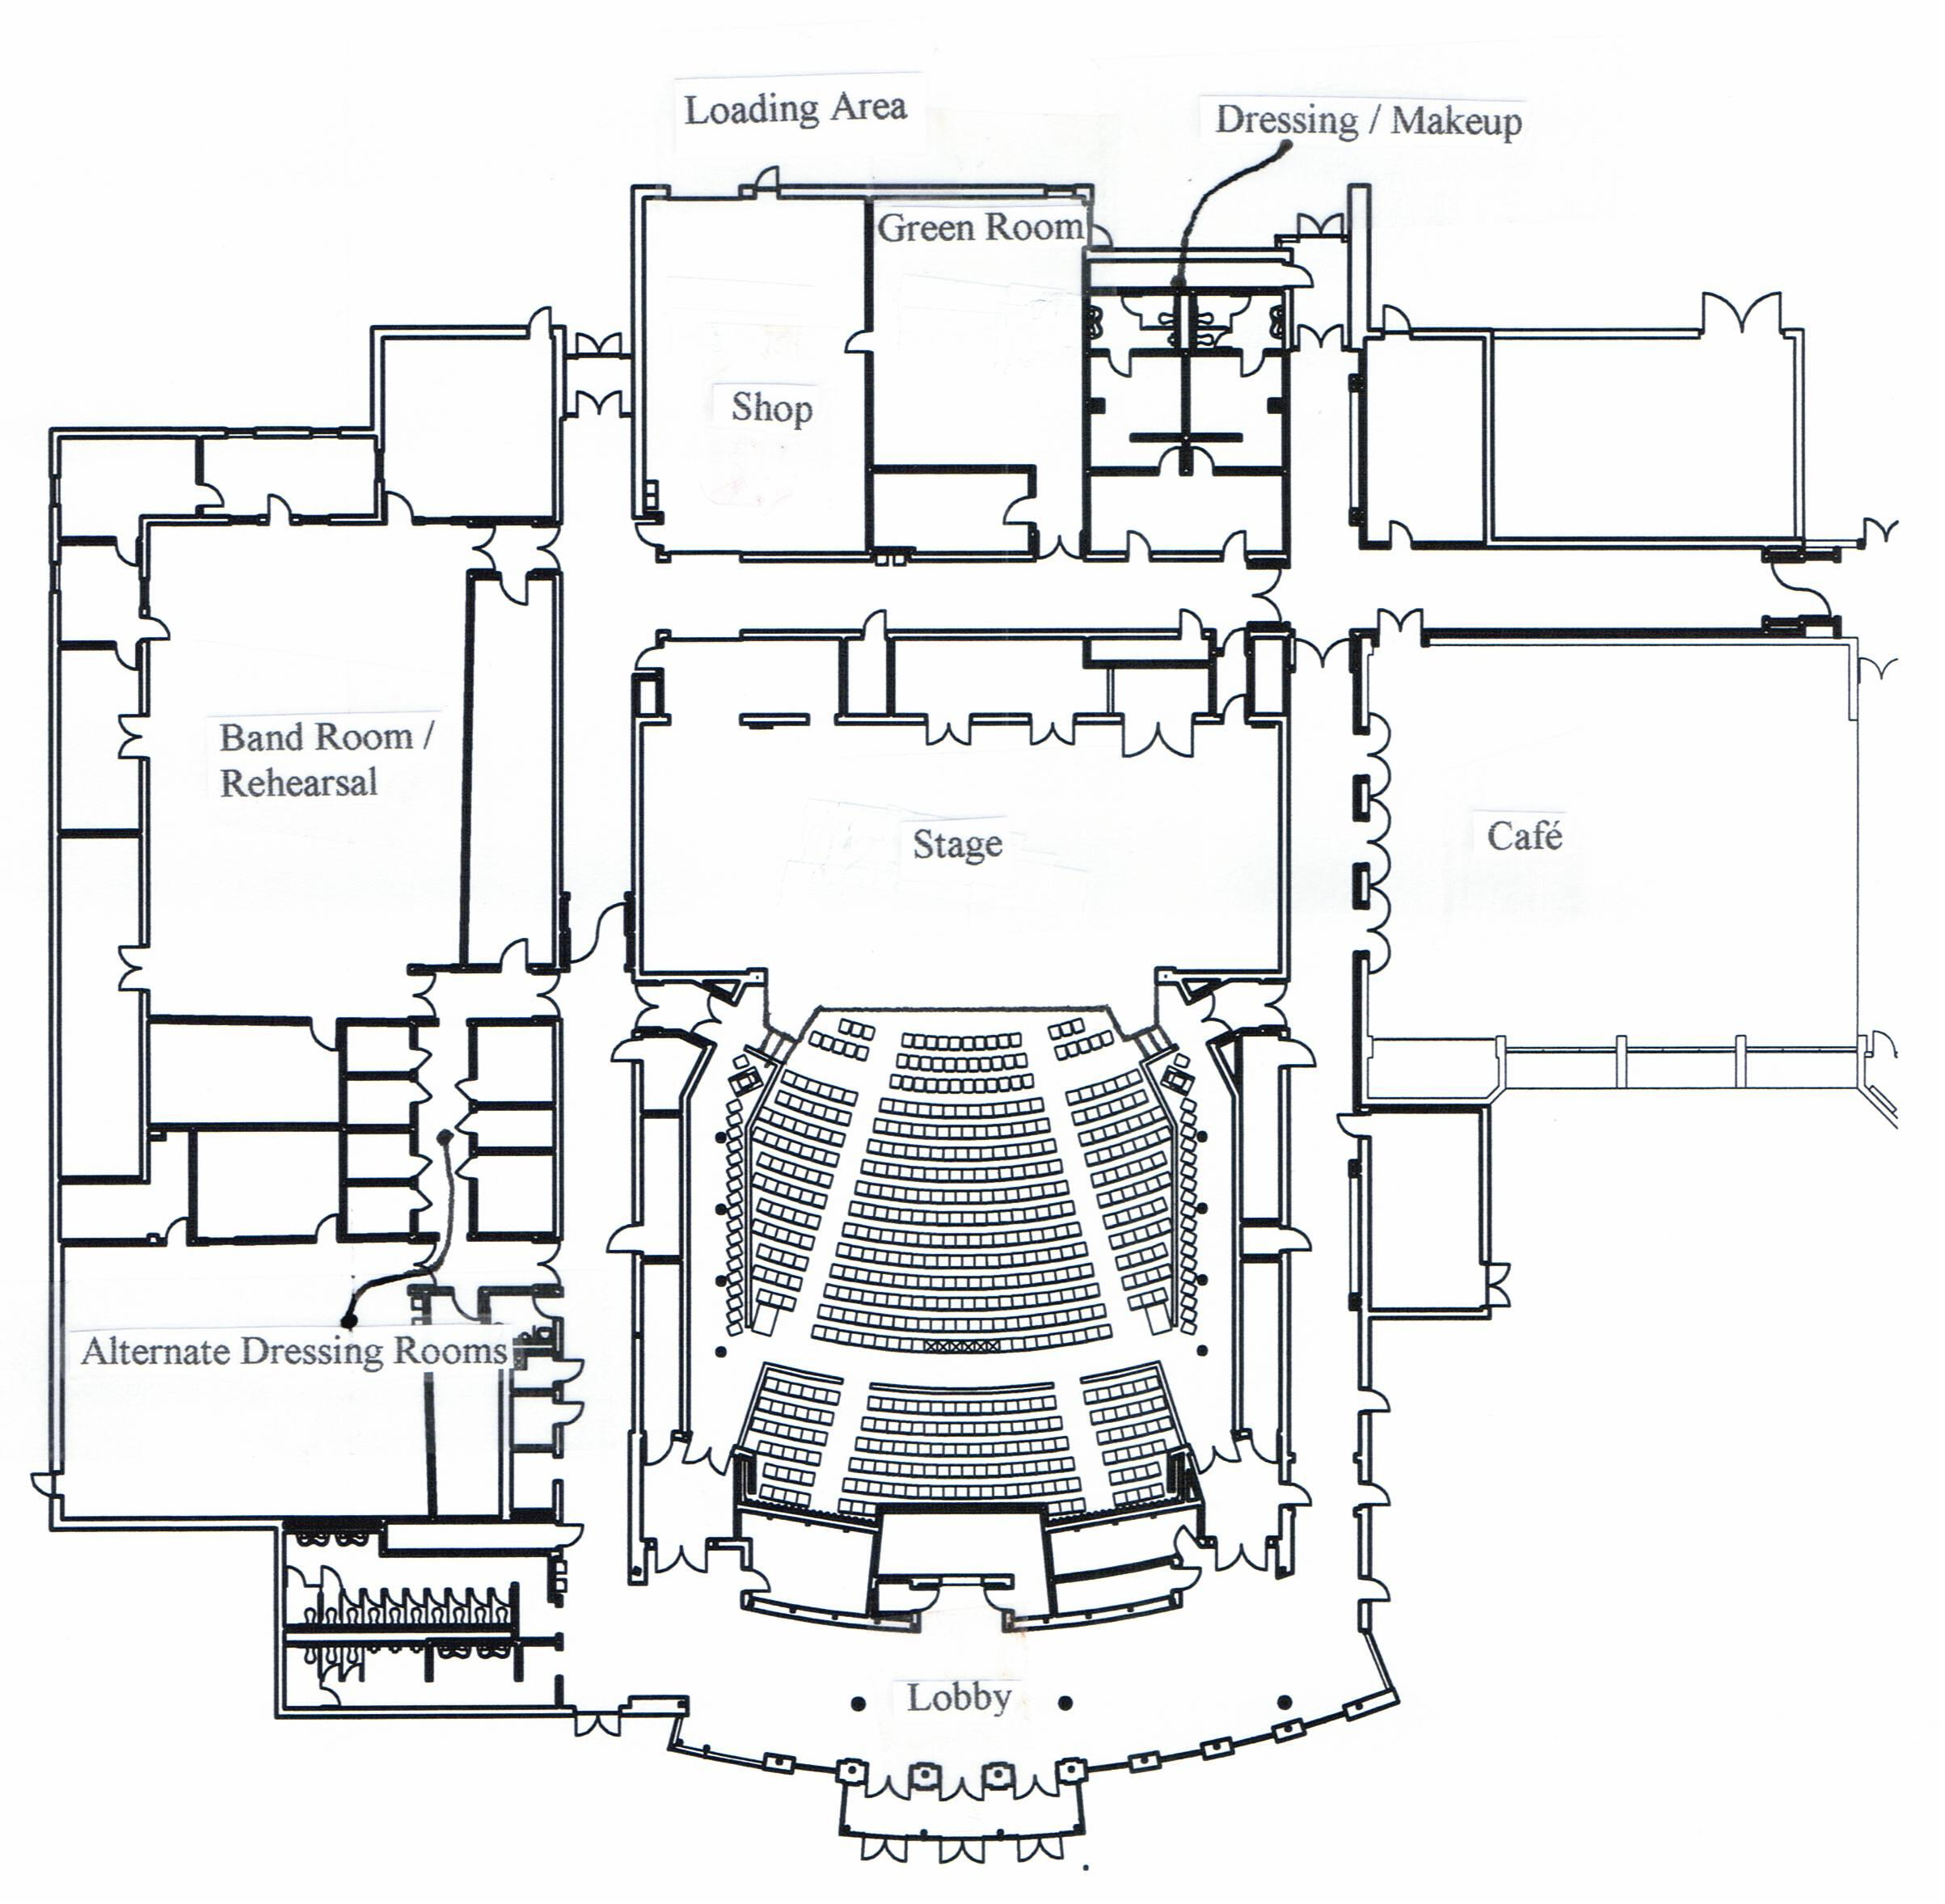 Loading Area
Dressing / Makeup
Green Room
Shop
Band Room /
Rehearsal
Stage
Café
Alternate Dressing Rooms
Lobby